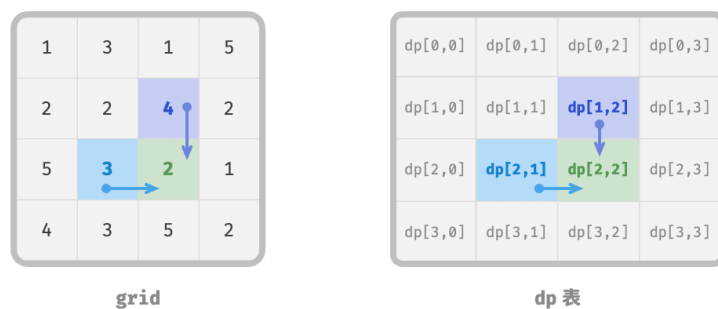 1 3 1 5
2 2 4 2
5 3 2 1
4 3 5 2
grid
dp[0,0] dp[0,1] dp[0,2] dp[0,3]
dp[1,0] dp[1,1] dp[1,2] dp[1,3]
dp[2,0] dp[2,1] dp[2,2] dp[2,3]
dp[3,0] dp[3,1] dp[3,2] dp[3,3]
dp 表